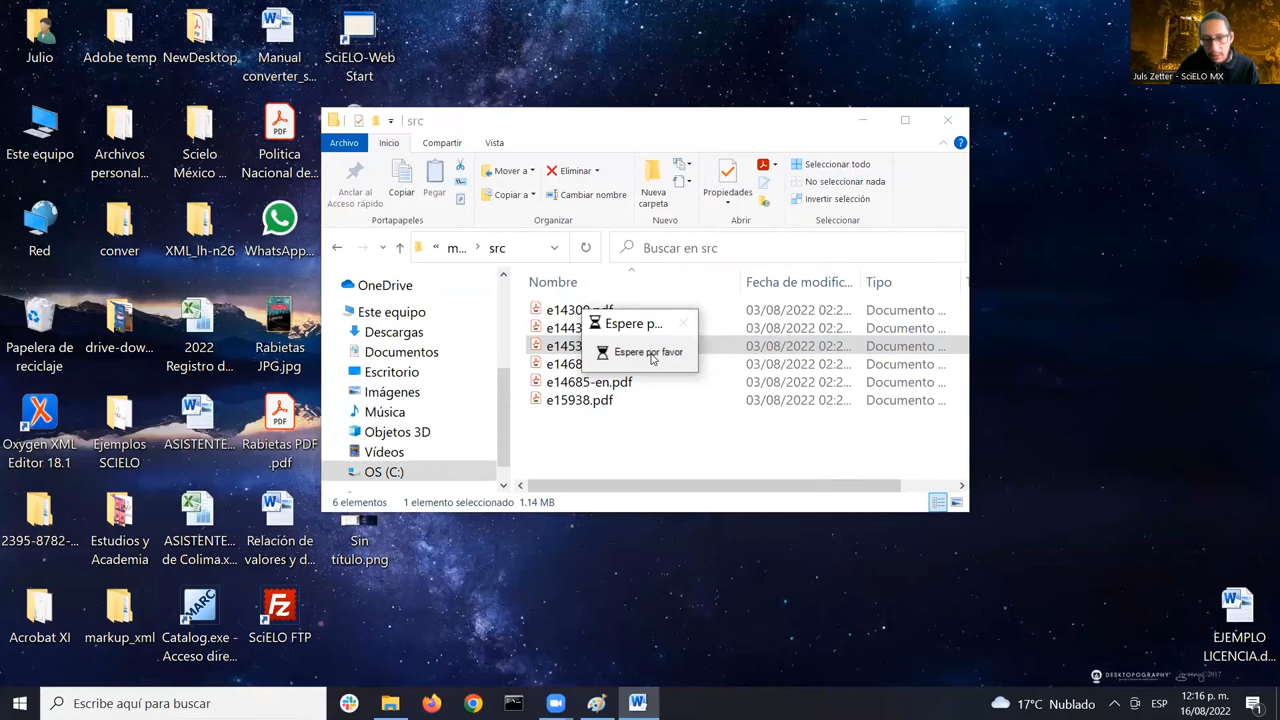 Julio
Adobe temp
NewDesktop
Manual
converter_s...
SciELO-Web
Start
Juls Zetter - SciELO MX
src
Archivo
Inicio
Compartir
Vista
Este equipo
Archivos
personal...
Scielo
México ...
Politica
Nacional de...
Anclar al
Acceso rápido
Copiar
Pegar
Mover a
Copiar a
Eliminar
Cambiar nombre
Nueva
carpeta
Propiedades
Seleccionar todo
No seleccionar nada
Invertir selección
Portapapeles
Organizar
Nuevo
Abrir
Seleccionar
Red
conver
XML_lh-n26
WhatsApp...
« m... > src
Buscar en src
Nombre
Fecha de modific...
Tipo
OneDrive
Este equipo
Descargas
Documentos
Escritorio
Imágenes
Música
Objetos 3D
Vídeos
OS (C:)
e14309.pdf 03/08/2022 02:2... Documento ...
e1443 03/08/2022 02:2... Documento ...
e1453 03/08/2022 02:2... Documento ...
e1468 03/08/2022 02:2... Documento ...
e14685-en.pdf 03/08/2022 02:2... Documento ...
e15938.pdf 03/08/2022 02:2... Documento ...
Espere p...
Espere por favor
6 elementos
1 elemento seleccionado 1.14 MB
Papelera de
reciclaje
drive-dow...
2022
Registro d...
Rabietas
JPG.jpg
Oxygen XML
Editor 18.1
Ejemplos
SCIELO
ASISTENTE...
Rabietas PDF
.pdf
2395-8782-...
Estudios y
Academia
ASISTENTE...
de Colima.x...
Relación de
valores y d...
Sin
título.png
Acrobat XI
markup_xml
MARC
Catalog.exe -
Acceso dire...
SciELO FTP
EJEMPLO
LICENCIA.d...
DESKTOPOGRAPHY
Escribe aquí para buscar
17°C Nublado
ESP
12:16 p. m.
16/08/2022